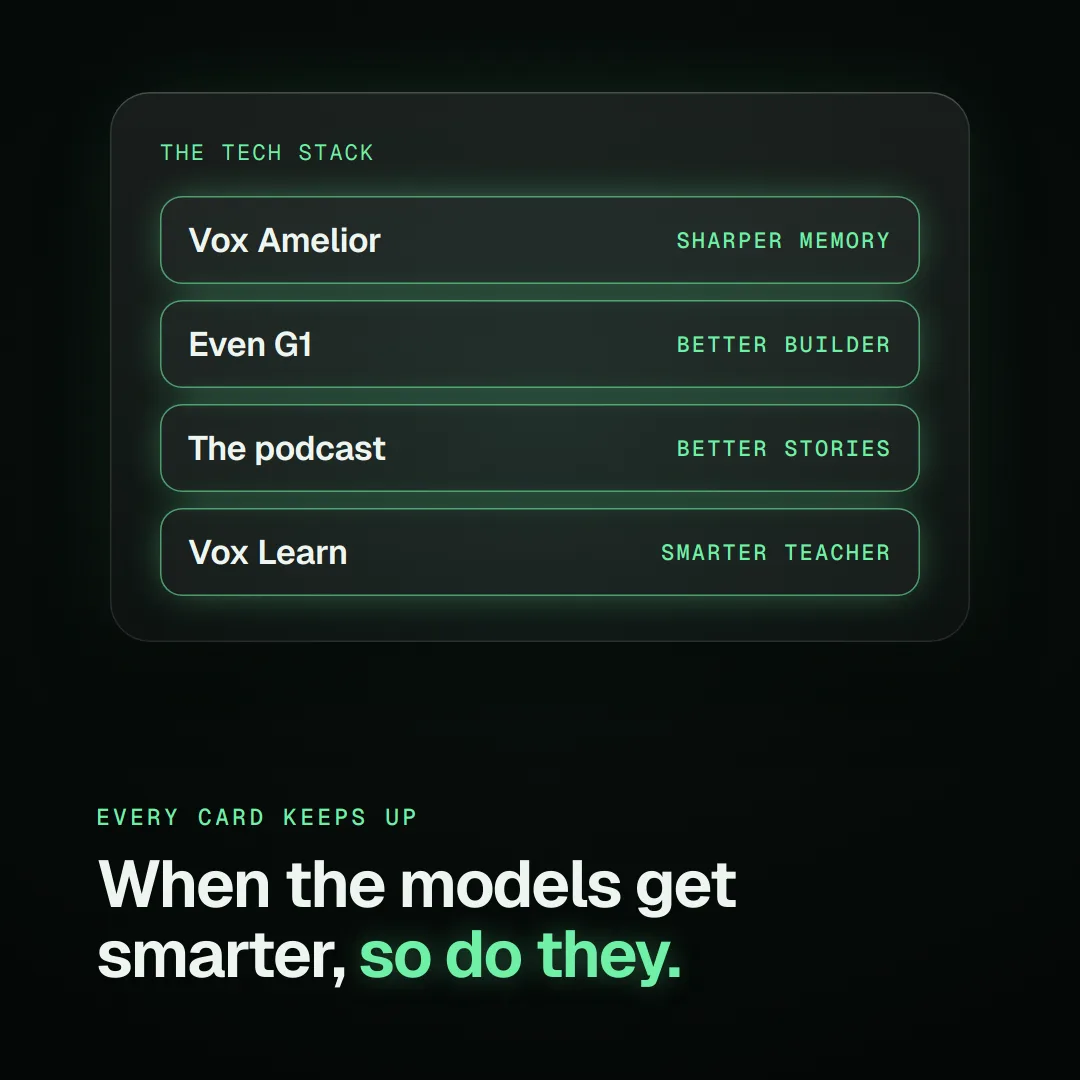 THE TECH STACK
Vox Amelior SHARPER MEMORY
Even G1 BETTER BUILDER
The podcast BETTER STORIES
Vox Learn SMARTER TEACHER
EVERY CARD KEEPS UP
When the models get
smarter, so do they.